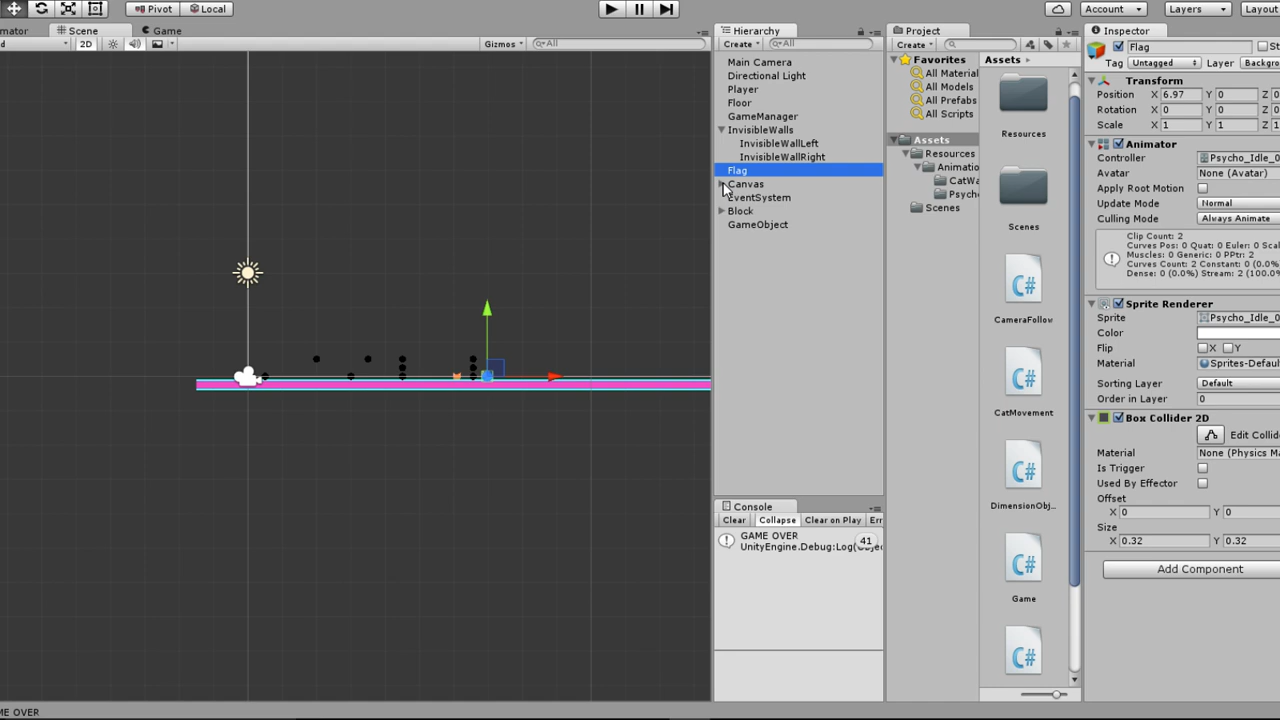 Pivot Local
Account Layers Layout
mator Scene Game
d 2D Gizmos All
Hierarchy
Create All
Main Camera
Directional Light
Player
Floor
GameManager
InvisibleWalls
InvisibleWallLeft
InvisibleWallRight
Flag
Canvas
EventSystem
Block
GameObject
Console
Clear Collapse Clear on Play Err
GAME OVER
UnityEngine.Debug:Log( 41
Project
Create
Favorites
All Material
All Models
All Prefabs
All Scripts
Assets
Resources
Animatio
CatWa
Psych
Scenes
Assets
Resources
Scenes
CameraFollow
CatMovement
DimensionObj...
Game
Inspector
Flag St
Tag Untagged Layer Backgro
Transform
Position X 6.97 Y 0 Z 0
Rotation X 0 Y 0 Z 0
Scale X 1 Y 1 Z 1
Animator
Controller Psycho_Idle_0
Avatar None (Avatar)
Apply Root Motion
Update Mode Normal
Culling Mode Always Animate
Clip Count: 2
Curves Pos: 0 Quat: 0 Euler: 0 Scal
Muscles: 0 Generic: 0 PPtr: 2
Curves Count: 2 Constant: 0 (0.0%
Dense: 0 (0.0%) Stream: 2 (100.0%
Sprite Renderer
Sprite Psycho_Idle_0
Color
Flip X Y
Material Sprites-Defau
Sorting Layer Default
Order in Layer 0
Box Collider 2D
Edit Collid
Material None (Physics Ma
Is Trigger
Used By Effector
Offset
X 0 Y 0
Size
X 0.32 Y 0.32
Add Component
ME OVER